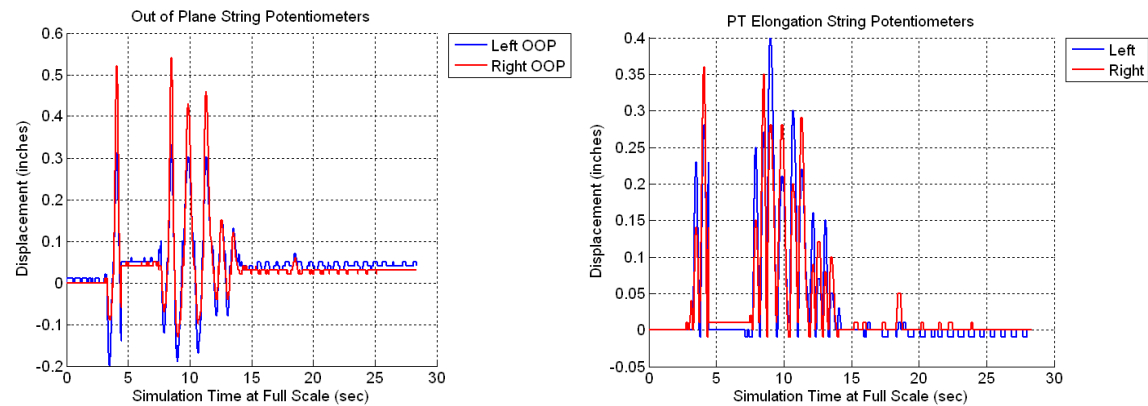 Out of Plane String Potentiometers
0.6
0.5
0.4
0.3
0.2
0.1
0
-0.1
-0.2
Displacement (inches)
0 5 10 15 20 25 30
Simulation Time at Full Scale (sec)
Left OOP
Right OOP
PT Elongation String Potentiometers
0.4
0.35
0.3
0.25
0.2
0.15
0.1
0.05
0
-0.05
Displacement (inches)
0 5 10 15 20 25 30
Simulation Time at Full Scale (sec)
Left
Right